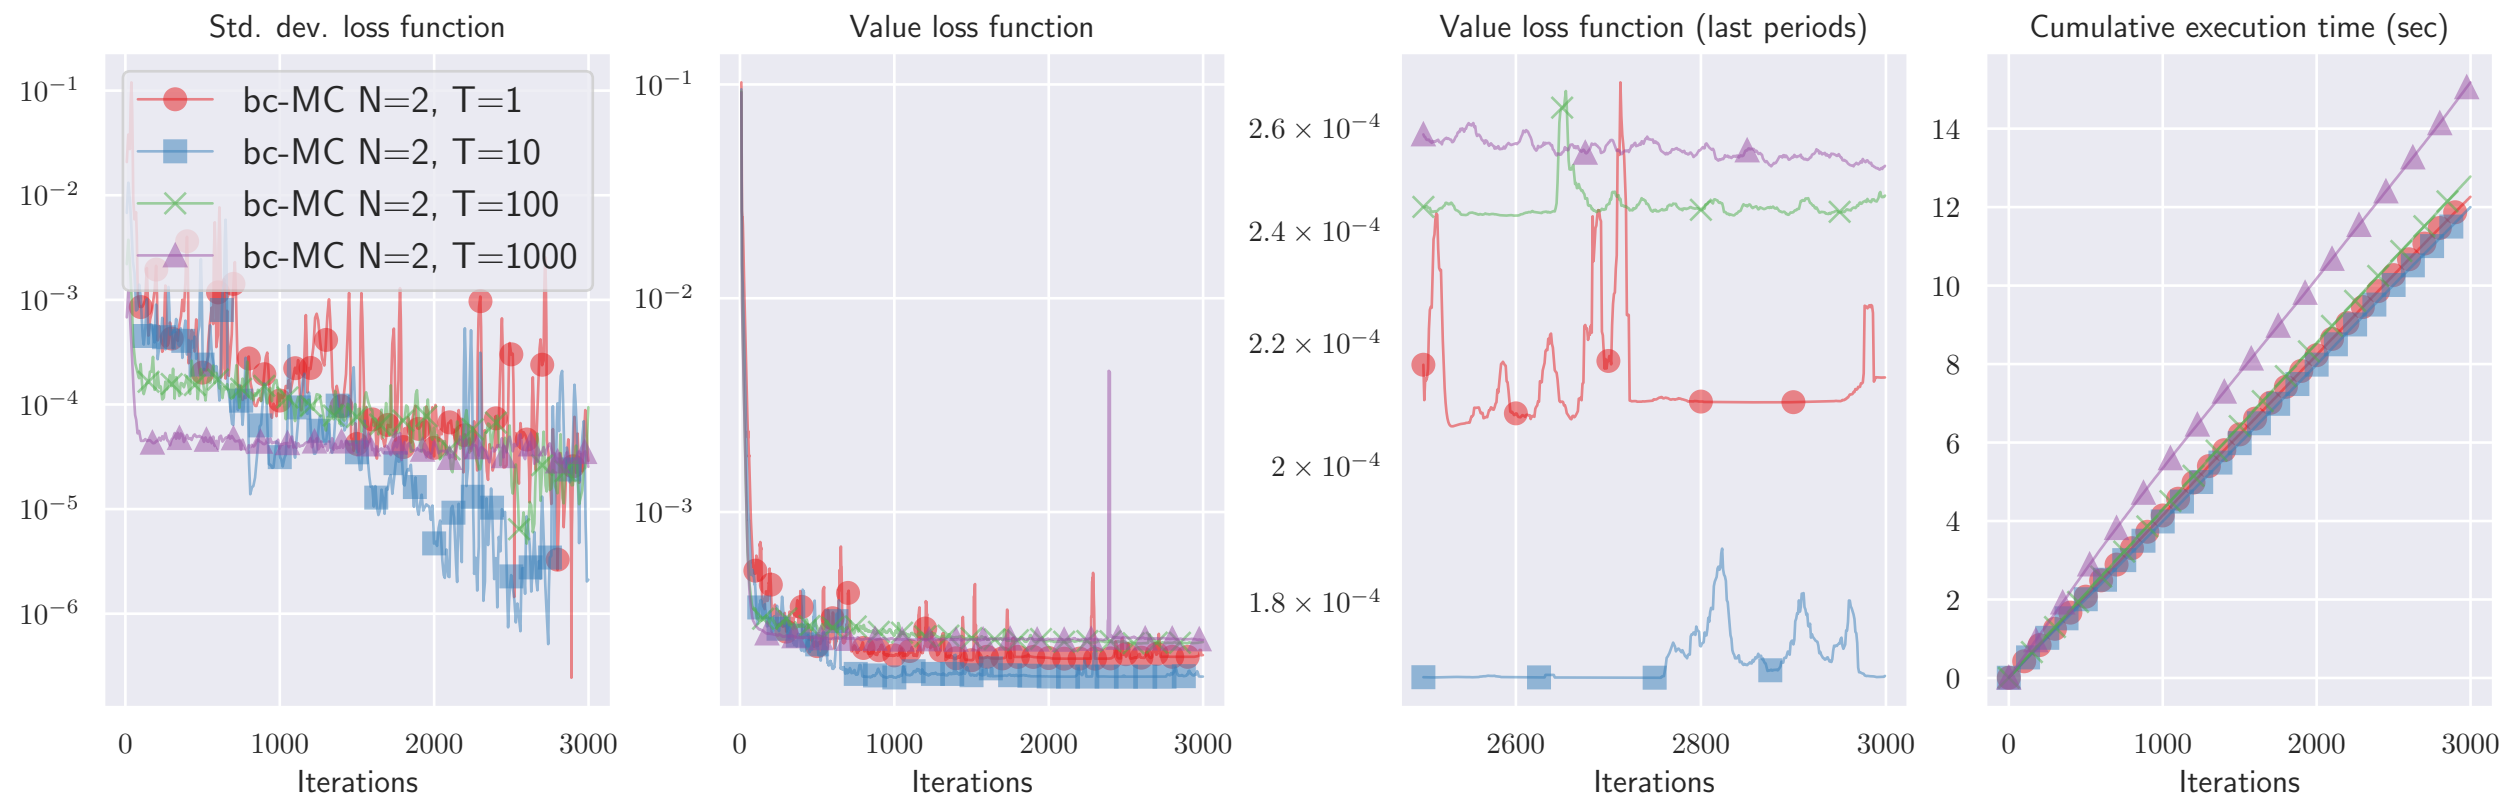 Std. dev. loss function
10⁻¹
10⁻²
10⁻³
10⁻⁴
10⁻⁵
10⁻⁶
bc-MC N=2, T=1
bc-MC N=2, T=10
bc-MC N=2, T=100
bc-MC N=2, T=1000
0 1000 2000 3000
Iterations
Value loss function
10⁻¹
10⁻²
10⁻³
0 1000 2000 3000
Iterations
Value loss function (last periods)
2.6 × 10⁻⁴
2.4 × 10⁻⁴
2.2 × 10⁻⁴
2 × 10⁻⁴
1.8 × 10⁻⁴
2600 2800 3000
Iterations
Cumulative execution time (sec)
14
12
10
8
6
4
2
0
0 1000 2000 3000
Iterations